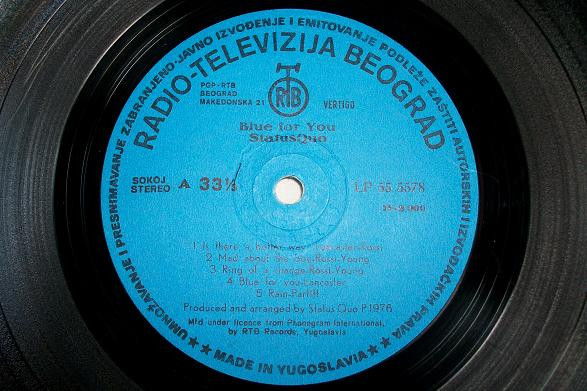 UMNOŽAVANJE I PRESNIMAVANJE ZABRANJENO-JAVNO IZVOĐENJE I EMITOVANJE PODLEŽE ZAŠTITI AUTORSKIH I IZVOĐAČKIH PRAVA
RADIO-TELEVIZIJA BEOGRAD
PGP-RTB
BEOGRAD
MAKEDONSKA 21
RTB
VERTIGO
Blue for You
StatusQuo
SOKOJ
STEREO
A 33⅓
LP 55 5578
1 Is there a better way-Lancaster-Rossi
2 Mad about the boy-Rossi-Young
3 Ring of a change-Rossi-Young
4 Blue for you-Lancaster
5 Rain-Parfitt
Produced and arranged by Status Quo P 1976
Mfd under licence from Phonogram International,
by RTB Records, Yugoslavia
★★ MADE IN YUGOSLAVIA ★★